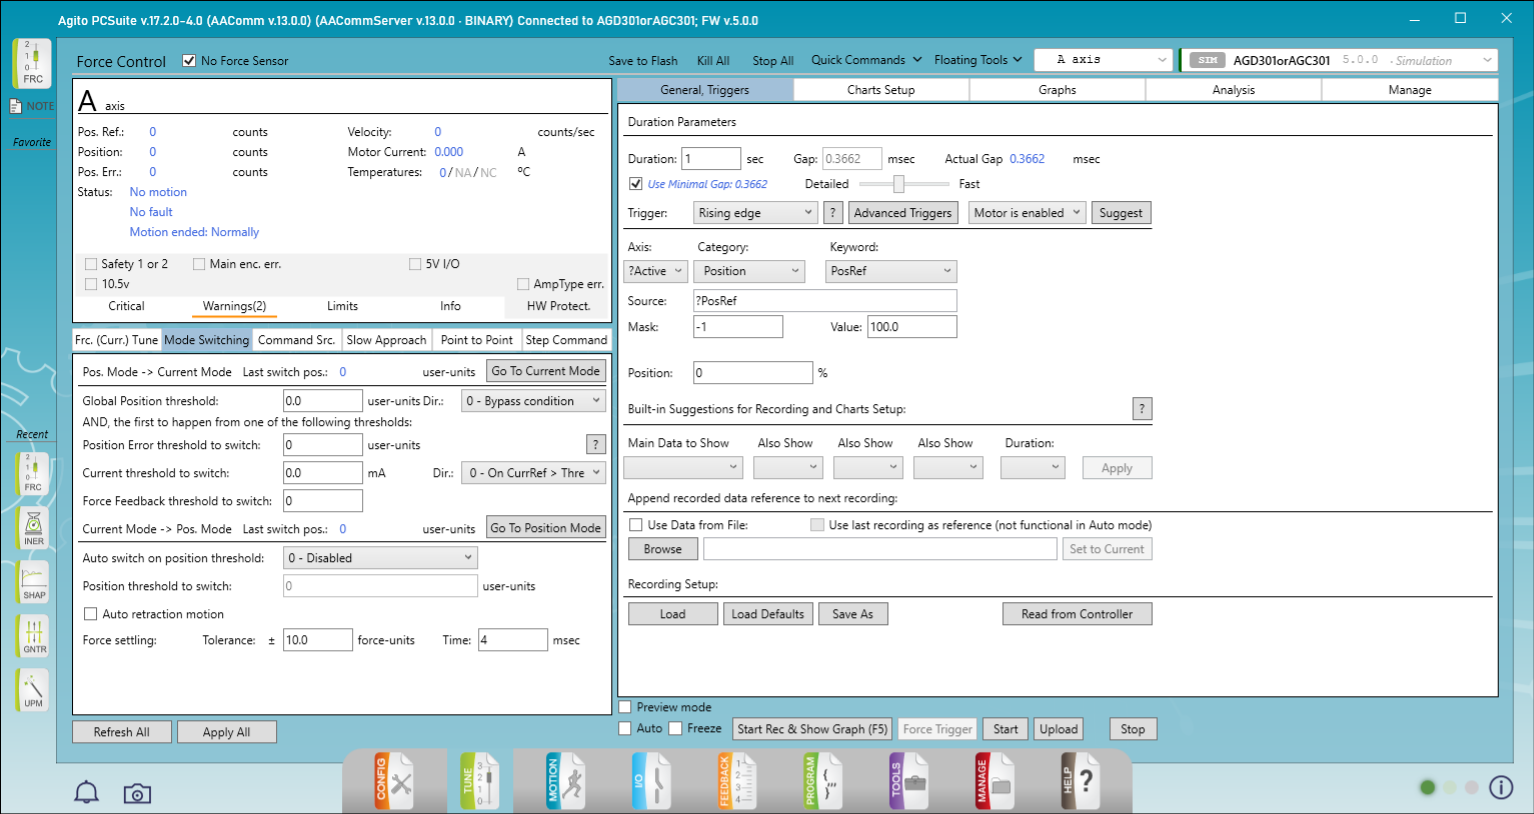 Agito PCSuite v.17.2.0-4.0 (AAComm v.13.0.0) (AACommServer v.13.0.0 · BINARY) Connected to AGD301orAGC301; FW v.5.0.0
2 1 0 FRC
NOTE
Favorite
Recent
2 1 0 FRC
INER
SHAP
GNTR
UPM
Force Control No Force Sensor Save to Flash Kill All Stop All Quick Commands Floating Tools A axis SIM AGD301orAGC301 5.0.0 · Simulation
A axis
Pos. Ref.: 0 counts Velocity: 0 counts/sec
Position: 0 counts Motor Current: 0.000 A
Pos. Err.: 0 counts Temperatures: 0 / NA / NC ºC
Status: No motion
No fault
Motion ended: Normally
Safety 1 or 2 Main enc. err. 5V I/O
10.5v AmpType err.
Critical Warnings(2) Limits Info HW Protect.
Frc. (Curr.) Tune Mode Switching Command Src. Slow Approach Point to Point Step Command
Pos. Mode -> Current Mode Last switch pos.: 0 user-units Go To Current Mode
Global Position threshold: 0.0 user-units Dir.: 0 - Bypass condition
AND, the first to happen from one of the following thresholds:
Position Error threshold to switch: 0 user-units ?
Current threshold to switch: 0.0 mA Dir.: 0 - On CurrRef > Thre
Force Feedback threshold to switch: 0
Current Mode -> Pos. Mode Last switch pos.: 0 user-units Go To Position Mode
Auto switch on position threshold: 0 - Disabled
Position threshold to switch: 0 user-units
Auto retraction motion
Force settling: Tolerance: ± 10.0 force-units Time: 4 msec
Refresh All Apply All
General, Triggers Charts Setup Graphs Analysis Manage
Duration Parameters
Duration: 1 sec Gap: 0.3662 msec Actual Gap 0.3662 msec
Use Minimal Gap: 0.3662 Detailed Fast
Trigger: Rising edge ? Advanced Triggers Motor is enabled Suggest
Axis: Category: Keyword:
?Active Position PosRef
Source: ?PosRef
Mask: -1 Value: 100.0
Position: 0 %
Built-in Suggestions for Recording and Charts Setup: ?
Main Data to Show Also Show Also Show Also Show Duration:
Apply
Append recorded data reference to next recording:
Use Data from File: Use last recording as reference (not functional in Auto mode)
Browse Set to Current
Recording Setup:
Load Load Defaults Save As Read from Controller
Preview mode
Auto Freeze Start Rec & Show Graph (F5) Force Trigger Start Upload Stop
CONFIG TUNE 3 2 1 0 MOTION I/O FEEDBACK 1 2 3 4 PROGRAM TOOLS MANAGE HELP ?